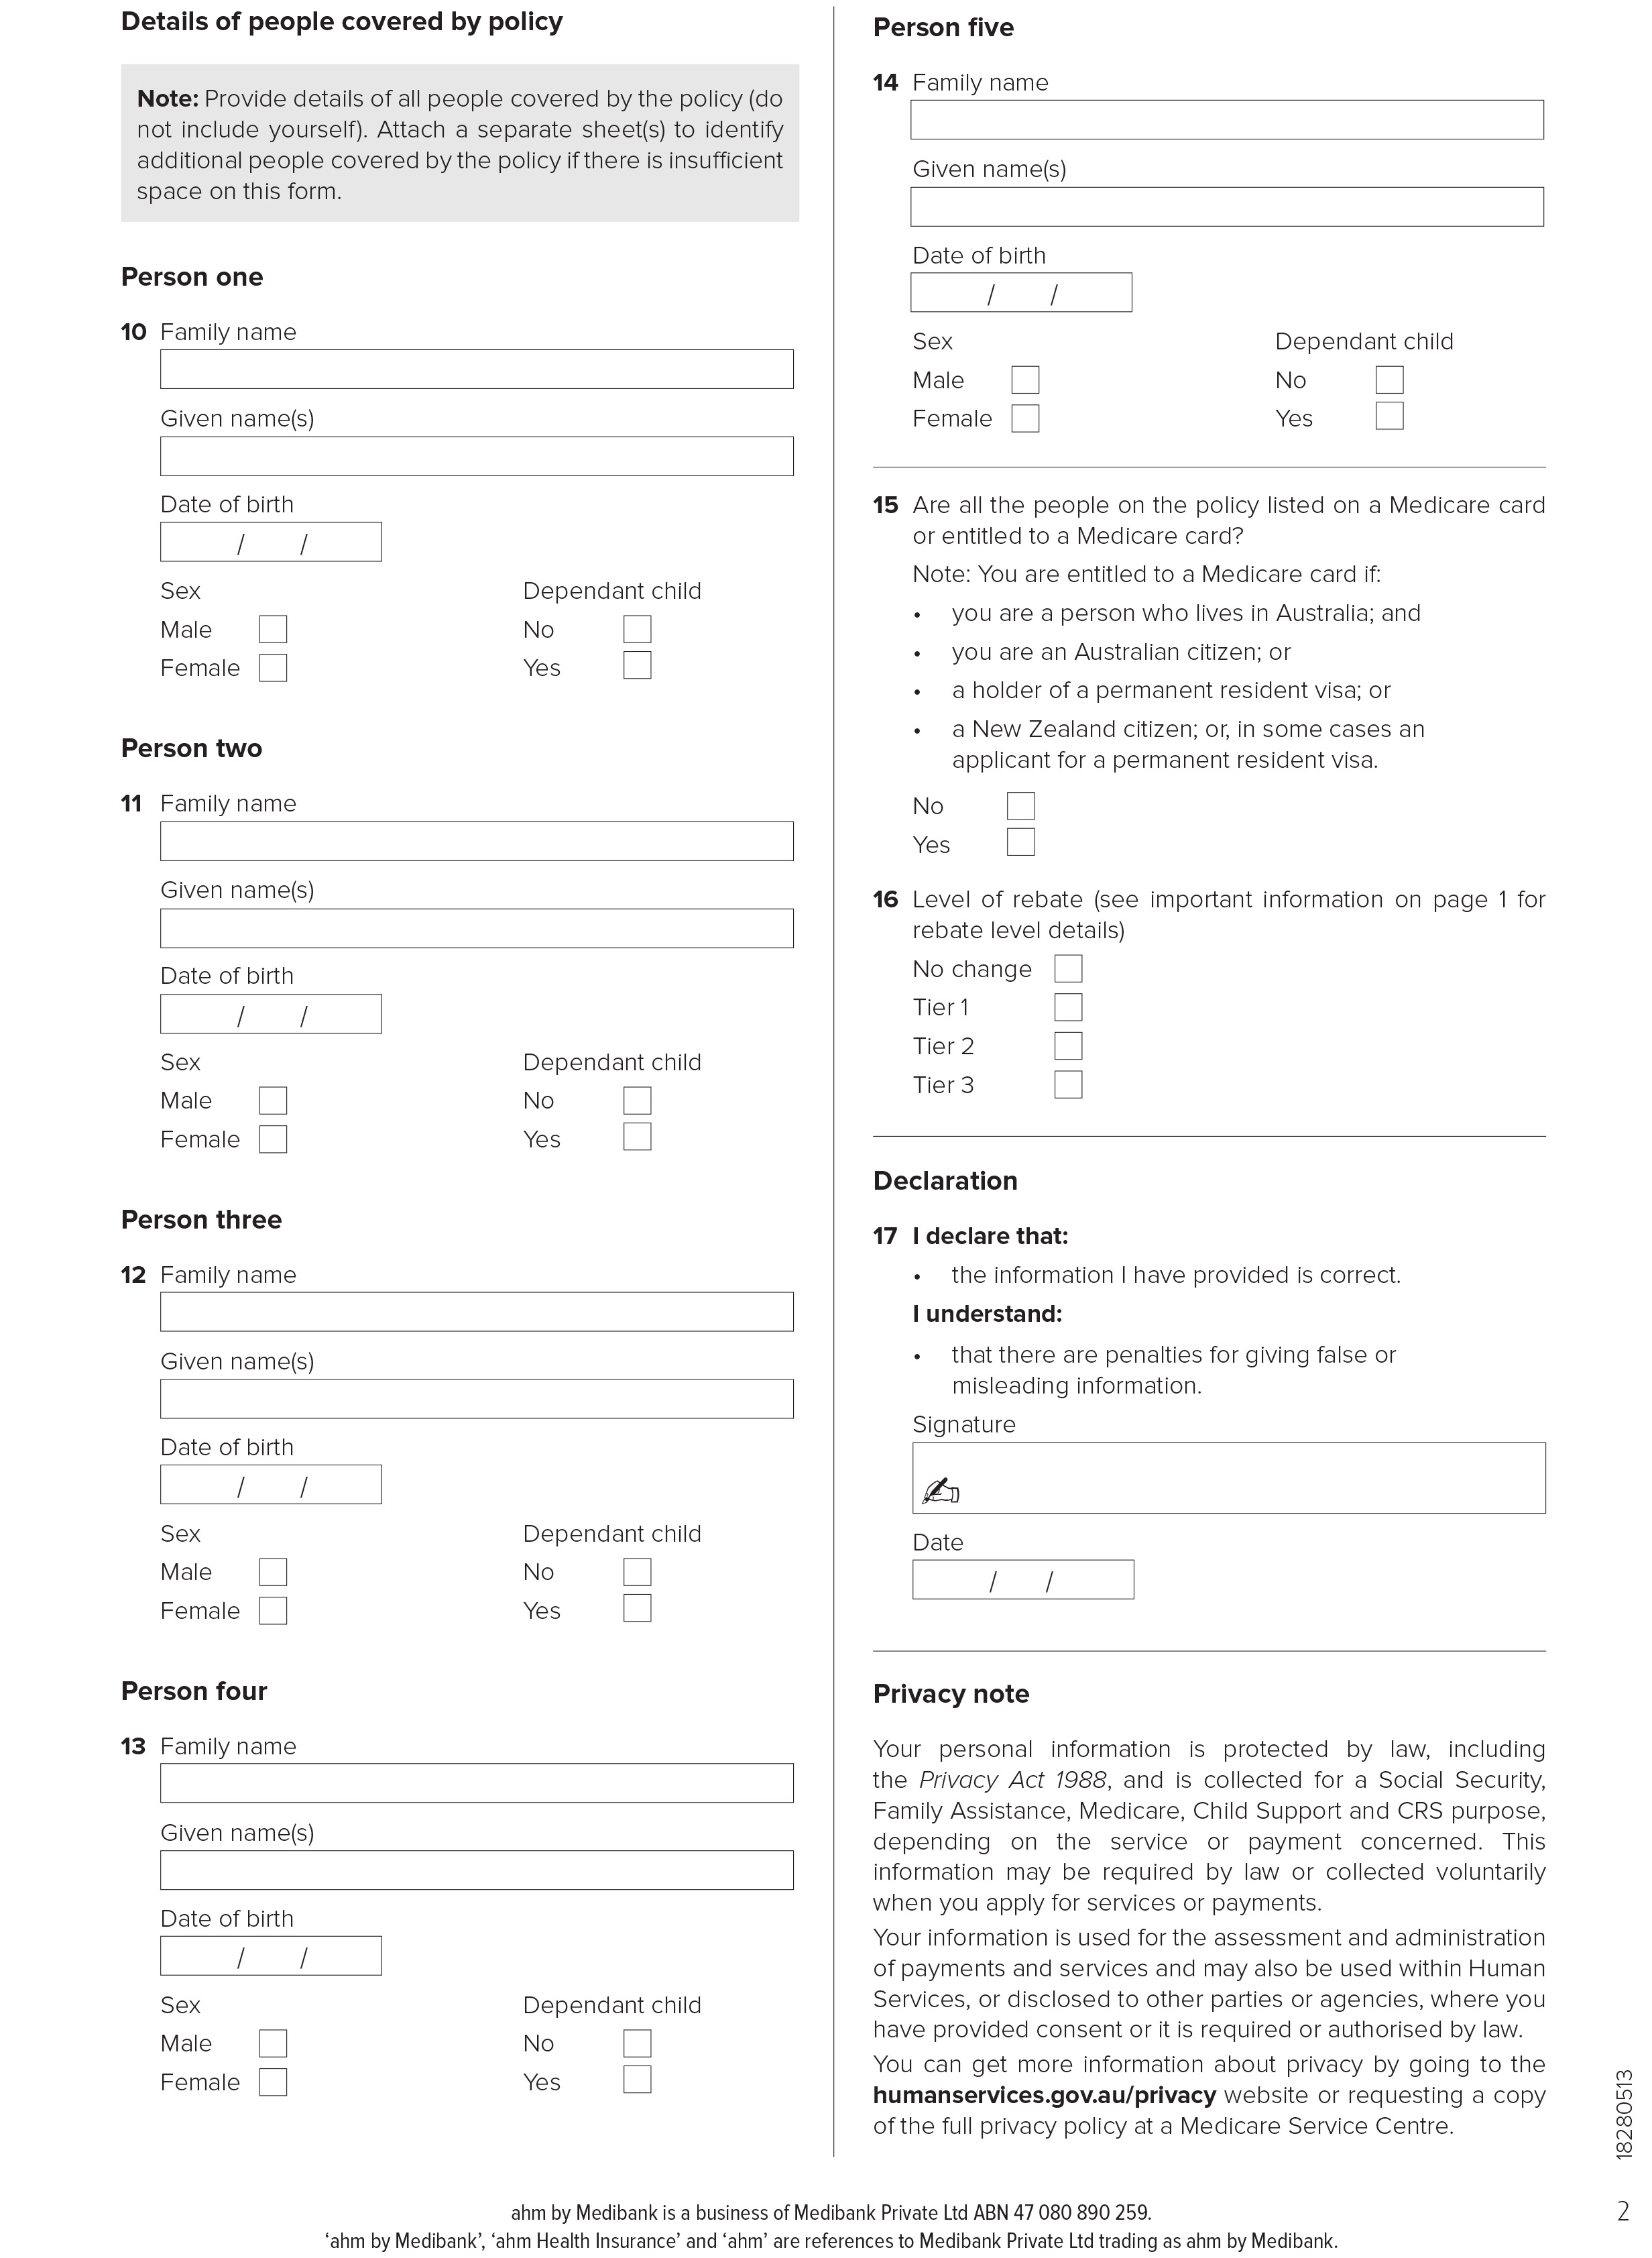 Details of people covered by policy
Note: Provide details of all people covered by the policy (do
not include yourself). Attach a separate sheet(s) to identify
additional people covered by the policy if there is insufficient
space on this form.
Person one
10 Family name
Given name(s)
Date of birth
/ /
Sex Dependant child
Male No
Female Yes
Person two
11 Family name
Given name(s)
Date of birth
/ /
Sex Dependant child
Male No
Female Yes
Person three
12 Family name
Given name(s)
Date of birth
/ /
Sex Dependant child
Male No
Female Yes
Person four
13 Family name
Given name(s)
Date of birth
/ /
Sex Dependant child
Male No
Female Yes
Person five
14 Family name
Given name(s)
Date of birth
/ /
Sex Dependant child
Male No
Female Yes
15 Are all the people on the policy listed on a Medicare card
or entitled to a Medicare card?
Note: You are entitled to a Medicare card if:
• you are a person who lives in Australia; and
• you are an Australian citizen; or
• a holder of a permanent resident visa; or
• a New Zealand citizen; or, in some cases an
applicant for a permanent resident visa.
No
Yes
16 Level of rebate (see important information on page 1 for
rebate level details)
No change
Tier 1
Tier 2
Tier 3
Declaration
17 I declare that:
• the information I have provided is correct.
I understand:
• that there are penalties for giving false or
misleading information.
Signature
Date
/ /
Privacy note
Your personal information is protected by law, including
the Privacy Act 1988, and is collected for a Social Security,
Family Assistance, Medicare, Child Support and CRS purpose,
depending on the service or payment concerned. This
information may be required by law or collected voluntarily
when you apply for services or payments.
Your information is used for the assessment and administration
of payments and services and may also be used within Human
Services, or disclosed to other parties or agencies, where you
have provided consent or it is required or authorised by law.
You can get more information about privacy by going to the
humanservices.gov.au/privacy website or requesting a copy
of the full privacy policy at a Medicare Service Centre.
18280513
ahm by Medibank is a business of Medibank Private Ltd ABN 47 080 890 259.
‘ahm by Medibank’, ‘ahm Health Insurance’ and ‘ahm’ are references to Medibank Private Ltd trading as ahm by Medibank.
2